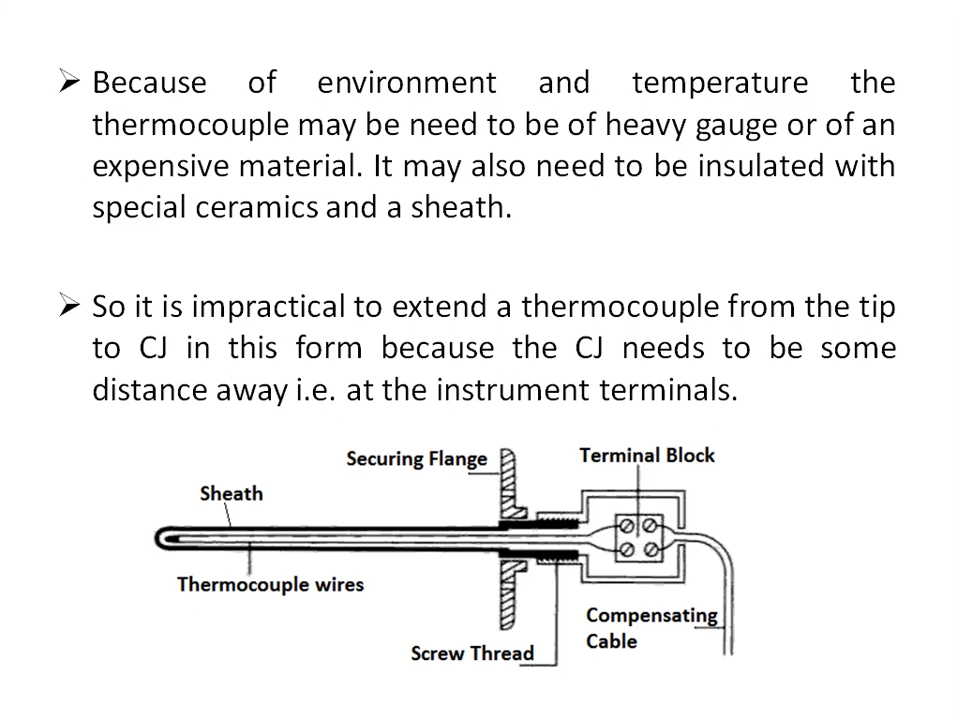 Because of environment and temperature the
thermocouple may be need to be of heavy gauge or of an
expensive material. It may also need to be insulated with
special ceramics and a sheath.
So it is impractical to extend a thermocouple from the tip
to CJ in this form because the CJ needs to be some
distance away i.e. at the instrument terminals.
Securing Flange
Terminal Block
Sheath
Thermocouple wires
Compensating
Cable
Screw Thread